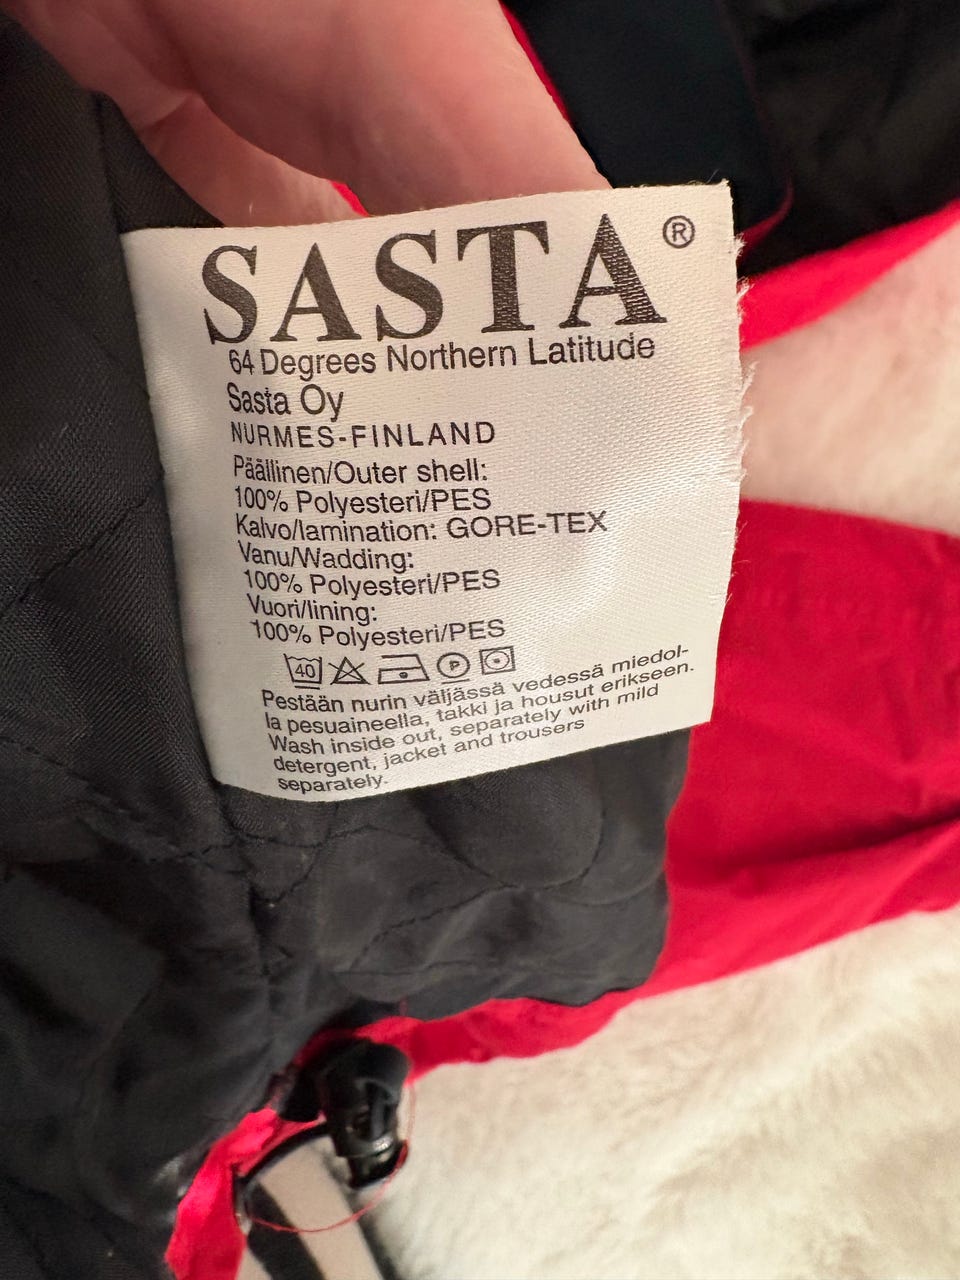 SASTA®
64 Degrees Northern Latitude
Sasta Oy
NURMES-FINLAND
Päällinen/Outer shell:
100% Polyesteri/PES
Kalvo/lamination: GORE-TEX
Vanu/Wadding:
100% Polyesteri/PES
Vuori/lining:
100% Polyesteri/PES
40 P
Pestään nurin väljässä vedessä miedol-
la pesuaineella, takki ja housut erikseen.
Wash inside out, separately with mild
detergent, jacket and trousers
separately.